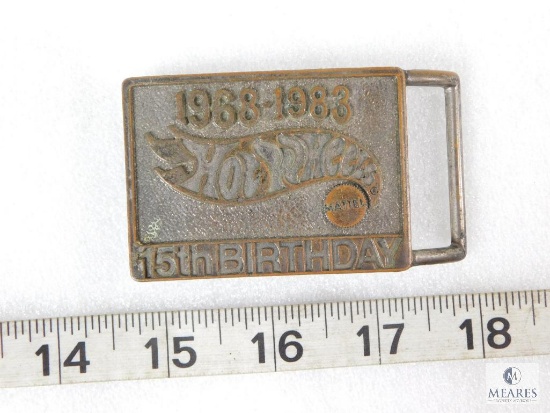 1968-1983
HOT WHEELS
MATTEL
15th BIRTHDAY
14 15 16 17 18
M
MEARES